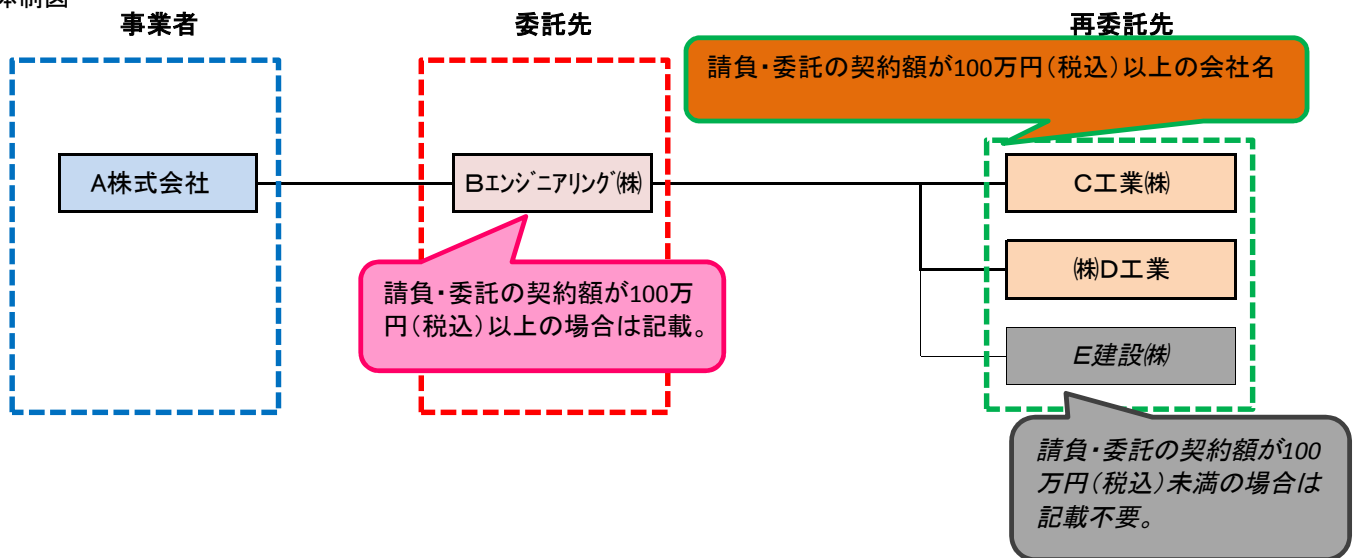 体制図
事業者
委託先
再委託先
請負・委託の契約額が100万円(税込)以上の会社名
A株式会社
Bｴﾝｼﾞﾆｱﾘﾝｸﾞ㈱
C工業㈱
㈱D工業
E建設㈱
請負・委託の契約額が100万
円(税込)以上の場合は記載。
請負・委託の契約額が100
万円(税込)未満の場合は
記載不要。